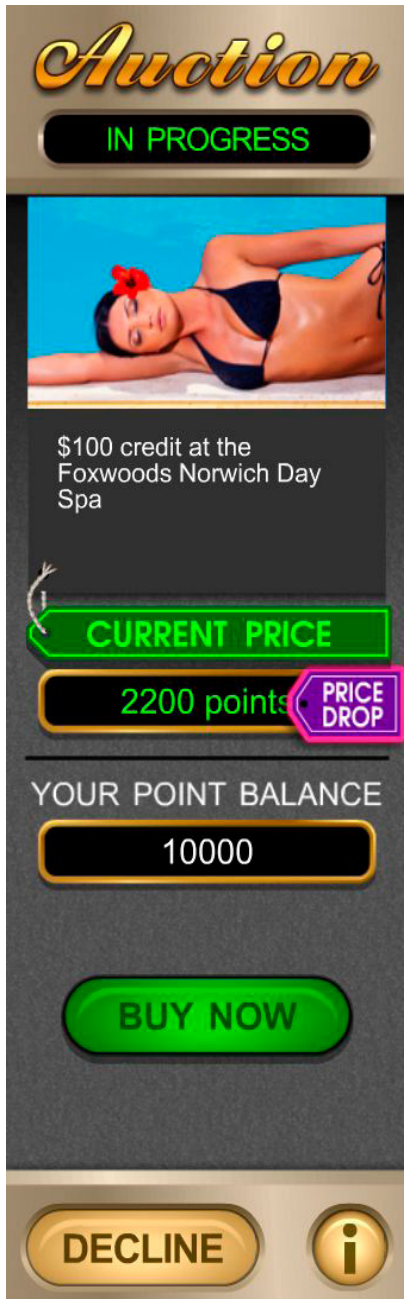 Auction
IN PROGRESS
$100 credit at the
Foxwoods Norwich Day
Spa
CURRENT PRICE
2200 points
PRICE
DROP
YOUR POINT BALANCE
10000
BUY NOW
DECLINE
i